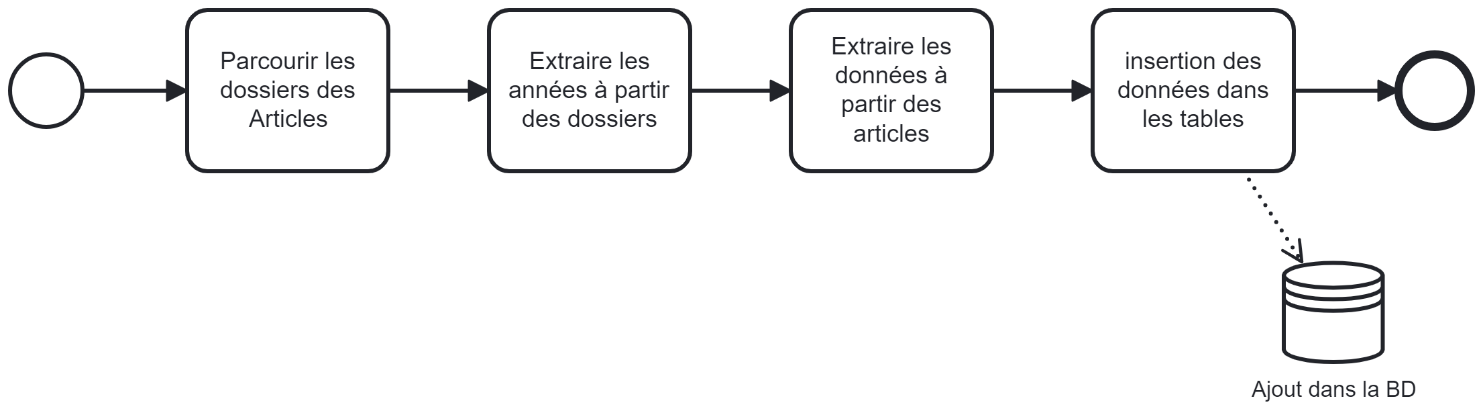 Parcourir les
dossiers des
Articles
Extraire les
années à partir
des dossiers
Extraire les
données à
partir des
articles
insertion des
données dans
les tables
Ajout dans la BD